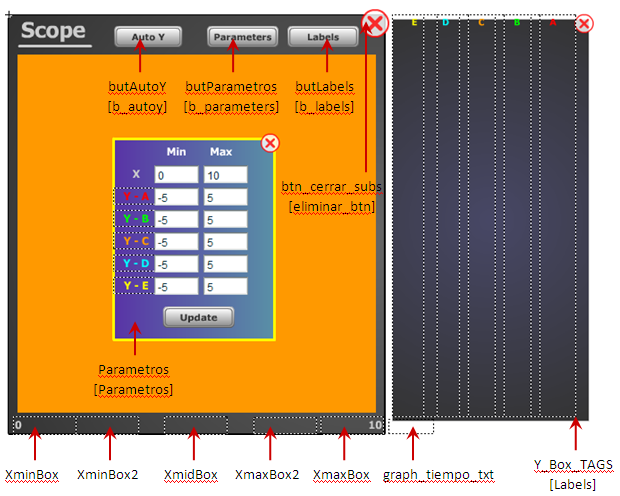 Scope
Auto Y
Parameters
Labels
E D C B A
butAutoY
[b_autoy]
butParametros
[b_parameters]
butLabels
[b_labels]
Min Max
X 0 10
Y - A -5 5
Y - B -5 5
Y - C -5 5
Y - D -5 5
Y - E -5 5
Update
btn_cerrar_subs
[eliminar_btn]
Parametros
[Parametros]
0 10
XminBox
XminBox2
XmidBox
XmaxBox2
XmaxBox
graph_tiempo_txt
Y_Box_TAGS
[Labels]